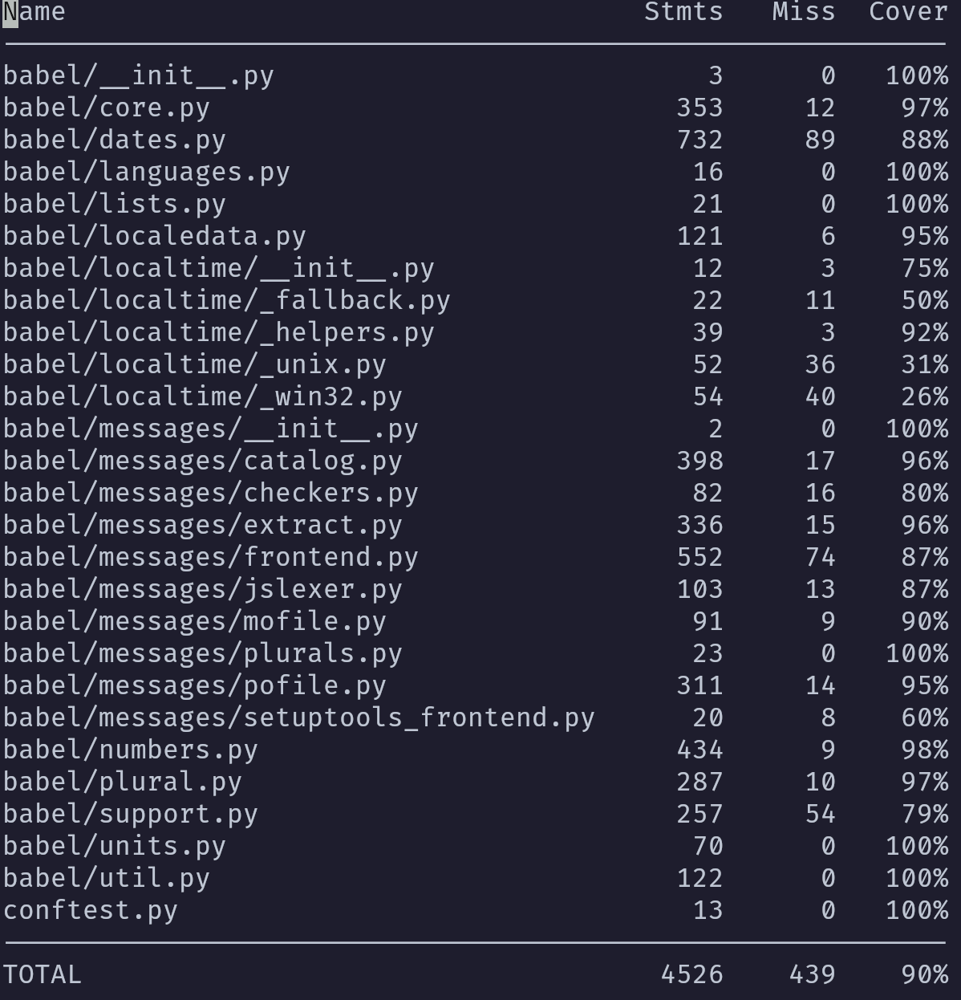 Name Stmts Miss Cover
babel/__init__.py 3 0 100%
babel/core.py 353 12 97%
babel/dates.py 732 89 88%
babel/languages.py 16 0 100%
babel/lists.py 21 0 100%
babel/localedata.py 121 6 95%
babel/localtime/__init__.py 12 3 75%
babel/localtime/_fallback.py 22 11 50%
babel/localtime/_helpers.py 39 3 92%
babel/localtime/_unix.py 52 36 31%
babel/localtime/_win32.py 54 40 26%
babel/messages/__init__.py 2 0 100%
babel/messages/catalog.py 398 17 96%
babel/messages/checkers.py 82 16 80%
babel/messages/extract.py 336 15 96%
babel/messages/frontend.py 552 74 87%
babel/messages/jslexer.py 103 13 87%
babel/messages/mofile.py 91 9 90%
babel/messages/plurals.py 23 0 100%
babel/messages/pofile.py 311 14 95%
babel/messages/setuptools_frontend.py 20 8 60%
babel/numbers.py 434 9 98%
babel/plural.py 287 10 97%
babel/support.py 257 54 79%
babel/units.py 70 0 100%
babel/util.py 122 0 100%
conftest.py 13 0 100%
TOTAL 4526 439 90%